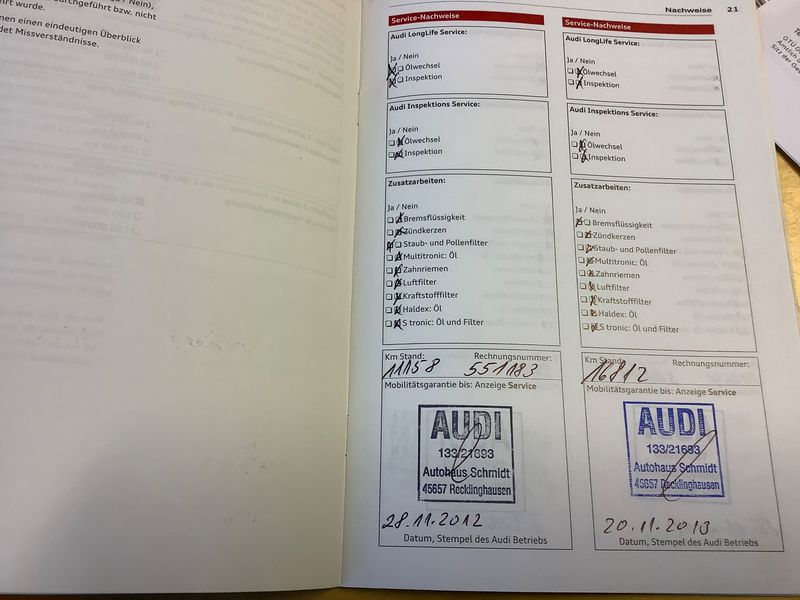 durchgeführt bzw. nicht
rt wurde.
nen einen eindeutigen Überblick
det Missverständnisse.
Nachweise 21
Service-Nachweise
Audi LongLife Service:
Ja / Nein
Ölwechsel
Inspektion
Audi Inspektions Service:
Ja / Nein
Ölwechsel
Inspektion
Zusatzarbeiten:
Ja / Nein
Bremsflüssigkeit
Zündkerzen
Staub- und Pollenfilter
Multitronic: Öl
Zahnriemen
Luftfilter
Kraftstofffilter
Haldex: Öl
S tronic: Öl und Filter
Km Stand: Rechnungsnummer:
11158 551183
Mobilitätsgarantie bis: Anzeige Service
AUDI
133/21693
Autohaus Schmidt
45657 Recklinghausen
28.11.2012
Datum, Stempel des Audi Betriebs
Service-Nachweise
Audi LongLife Service:
Ja / Nein
Ölwechsel
Inspektion
Audi Inspektions Service:
Ja / Nein
Ölwechsel
Inspektion
Zusatzarbeiten:
Ja / Nein
Bremsflüssigkeit
Zündkerzen
Staub- und Pollenfilter
Multitronic: Öl
Zahnriemen
Luftfilter
Kraftstofffilter
Haldex: Öl
S tronic: Öl und Filter
Km Stand: Rechnungsnummer:
16812
Mobilitätsgarantie bis: Anzeige Service
AUDI
133/21693
Autohaus Schmidt
45657 Recklinghausen
20.11.2013
Datum, Stempel des Audi Betriebs